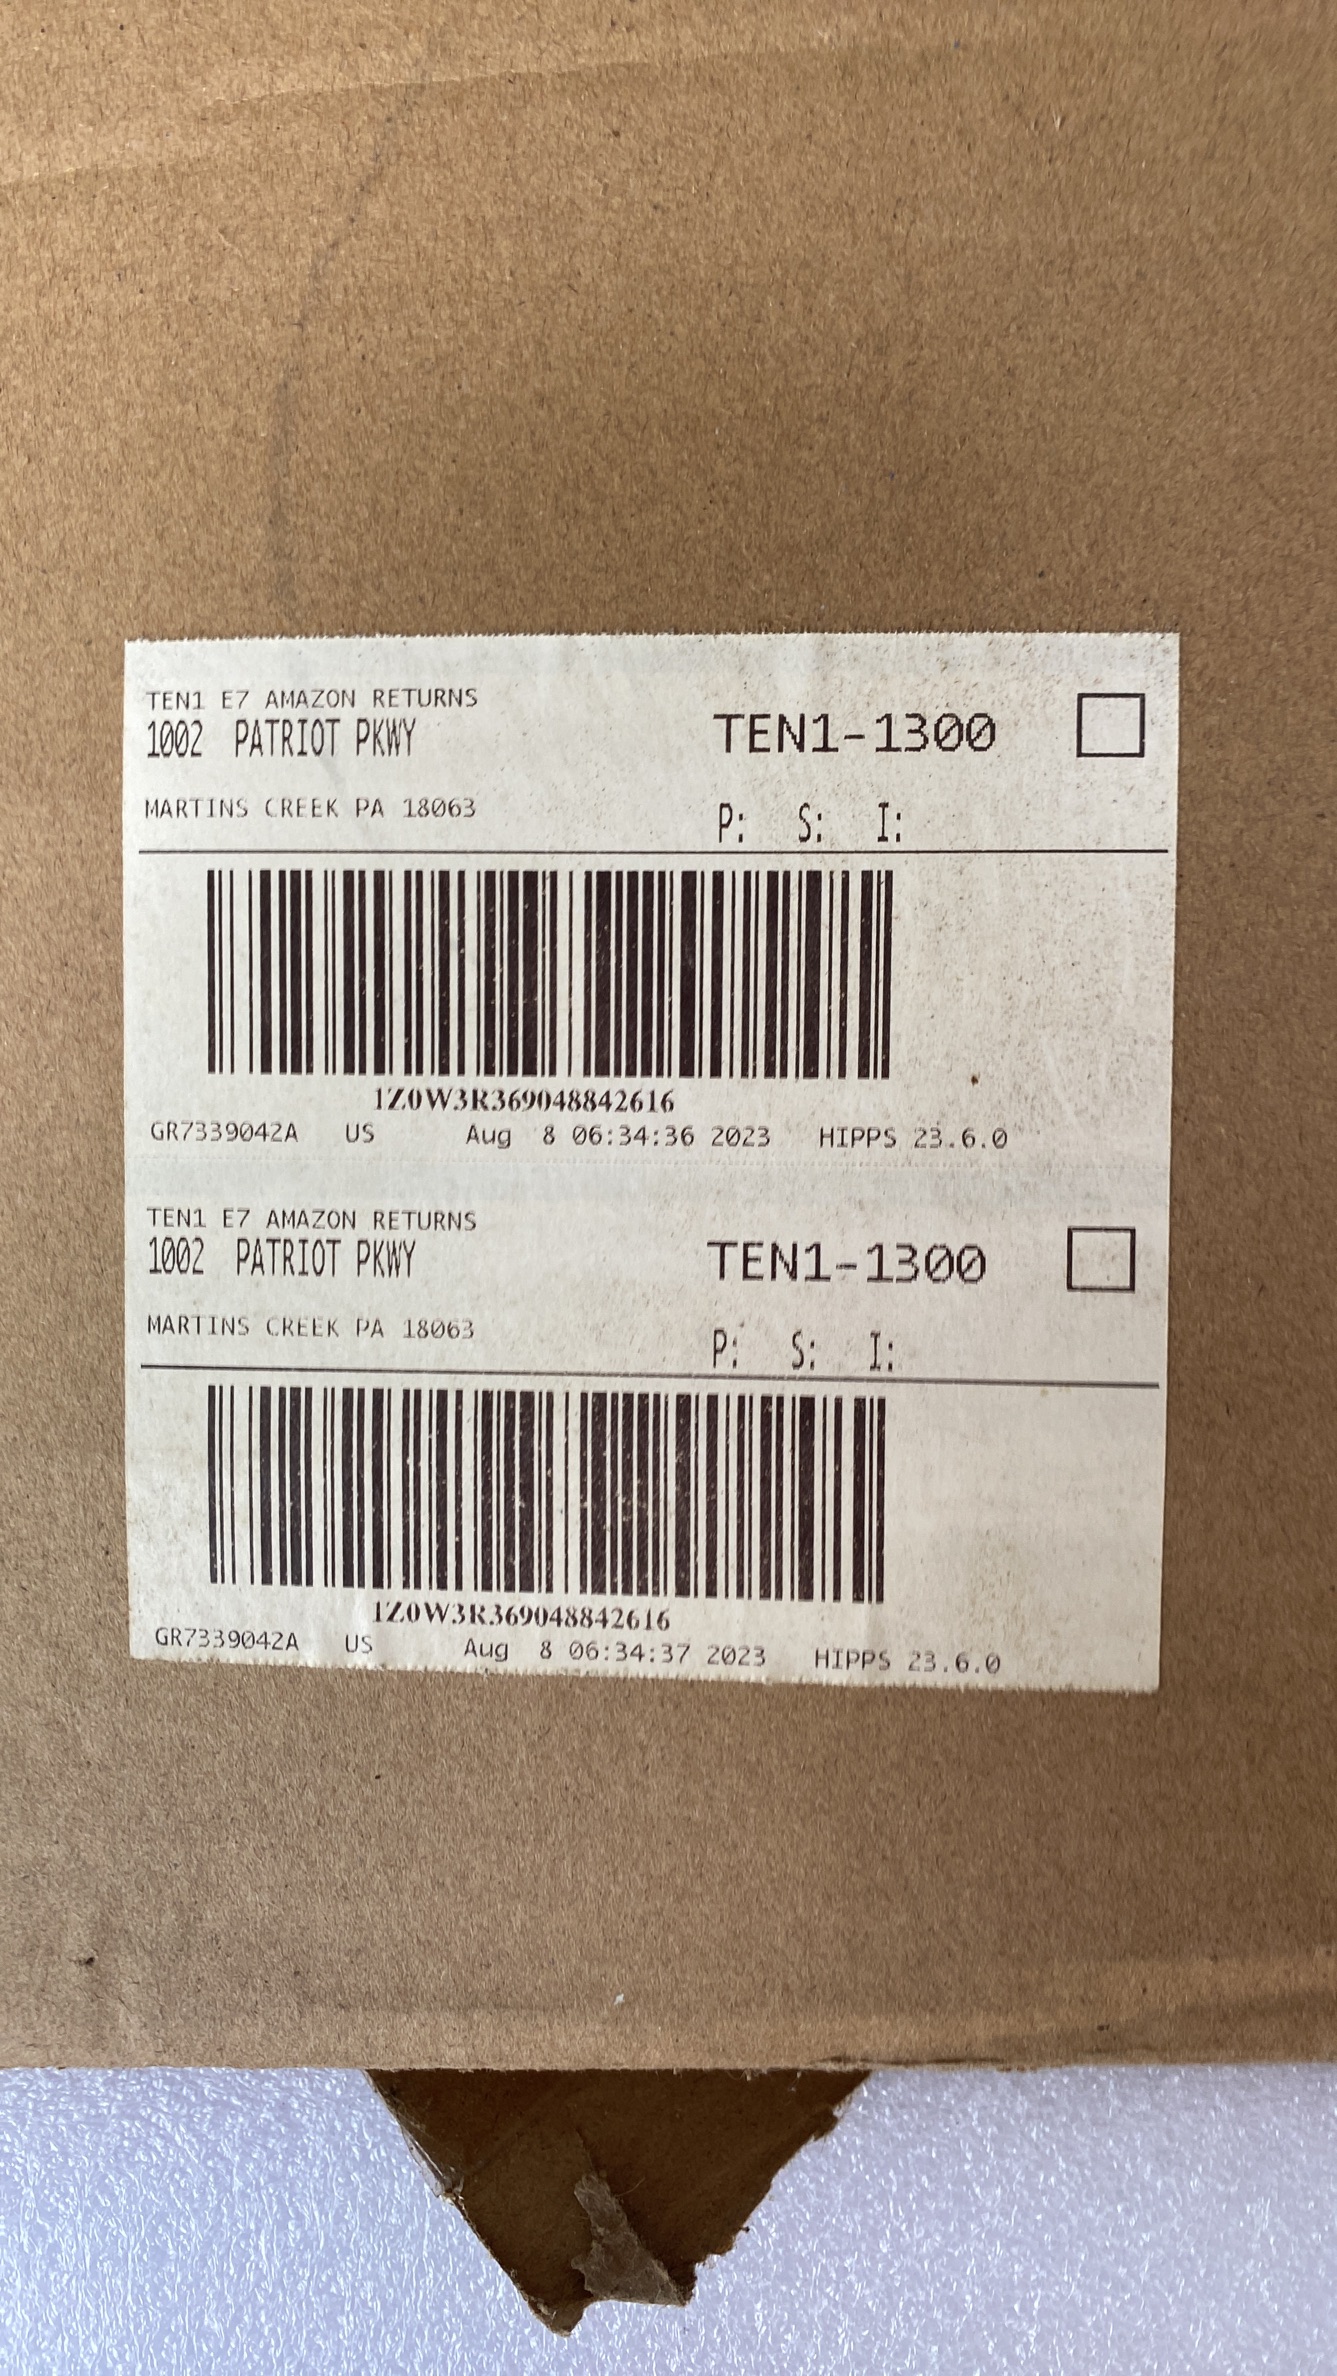 TEN1 E7 AMAZON RETURNS
1002 PATRIOT PKWY
TEN1-1300
MARTINS CREEK PA 18063
P: S: I:
1Z0W3R369048842616
GR7339042A US Aug 8 06:34:36 2023 HIPPS 23.6.0
TEN1 E7 AMAZON RETURNS
1002 PATRIOT PKWY
TEN1-1300
MARTINS CREEK PA 18063
P: S: I:
1Z0W3R369048842616
GR7339042A US Aug 8 06:34:37 2023 HIPPS 23.6.0